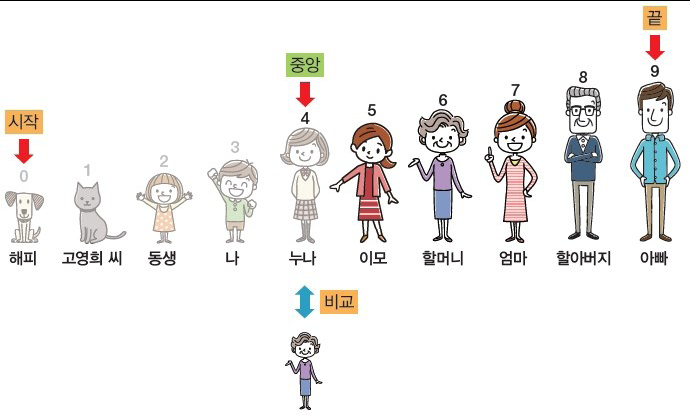 끝
중앙
시작
0 1 2 3 4 5 6 7 8 9
해피 고영희 씨 동생 나 누나 이모 할머니 엄마 할아버지 아빠
비교